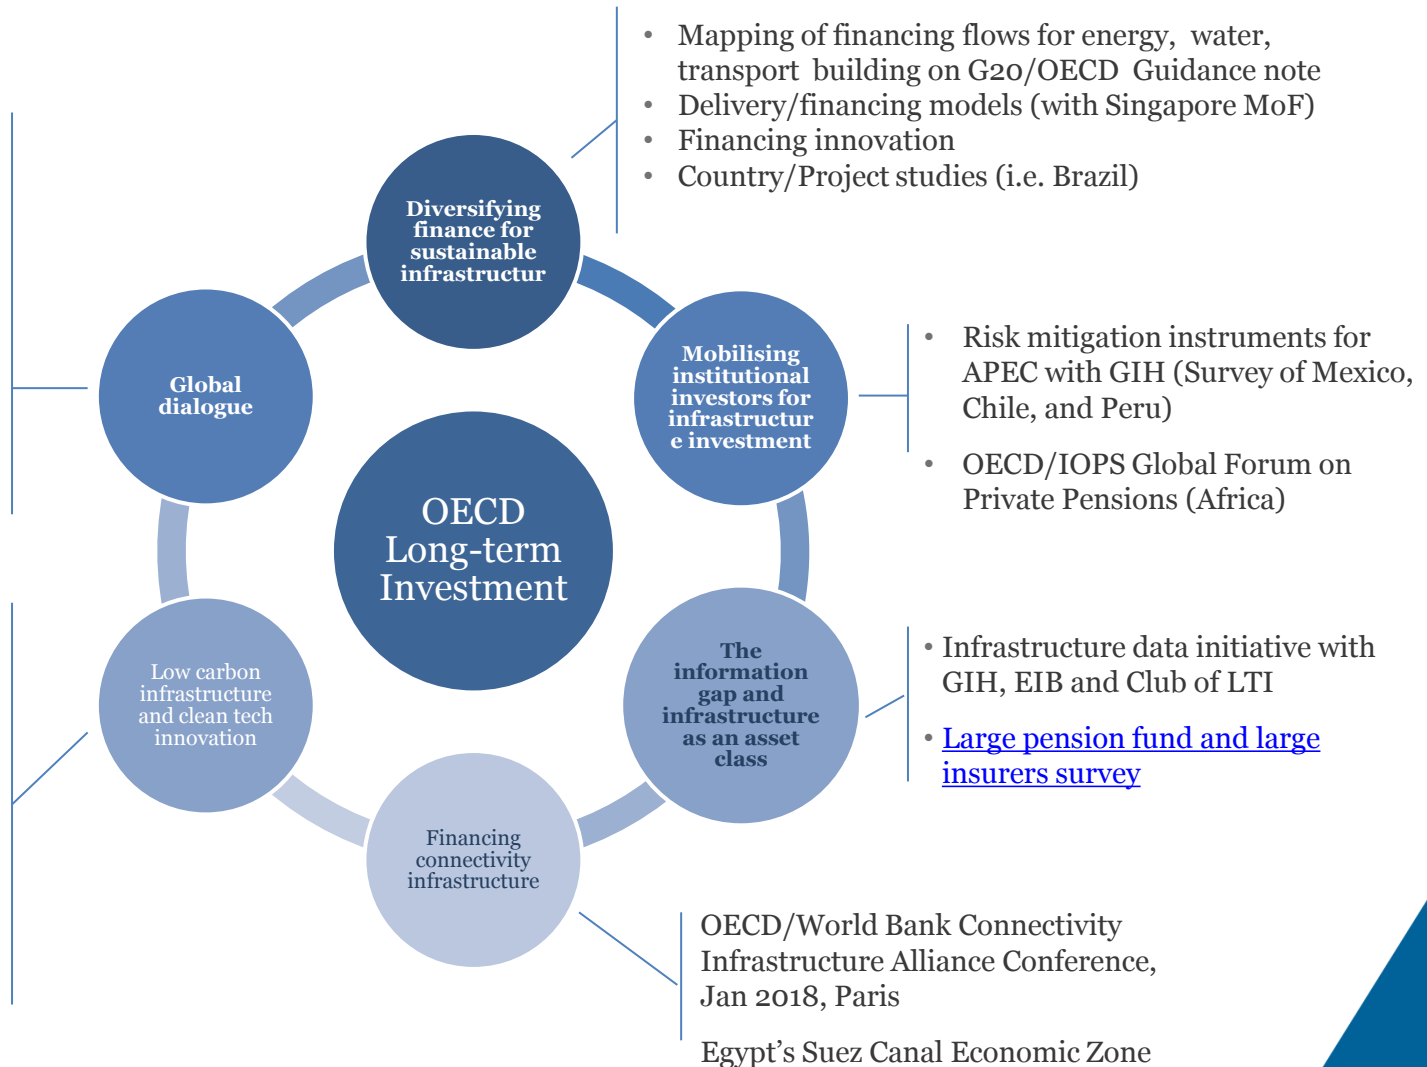 • Mapping of financing flows for energy, water,
transport building on G20/OECD Guidance note
• Delivery/financing models (with Singapore MoF)
• Financing innovation
• Country/Project studies (i.e. Brazil)
Diversifying
finance for
sustainable
infrastructur
Mobilising
institutional
investors for
infrastructur
e investment
• Risk mitigation instruments for
APEC with GIH (Survey of Mexico,
Chile, and Peru)
• OECD/IOPS Global Forum on
Private Pensions (Africa)
Global
dialogue
OECD
Long-term
Investment
The
information
gap and
infrastructure
as an asset
class
• Infrastructure data initiative with
GIH, EIB and Club of LTI
• Large pension fund and large
insurers survey
Low carbon
infrastructure
and clean tech
innovation
Financing
connectivity
infrastructure
OECD/World Bank Connectivity
Infrastructure Alliance Conference,
Jan 2018, Paris
Egypt’s Suez Canal Economic Zone